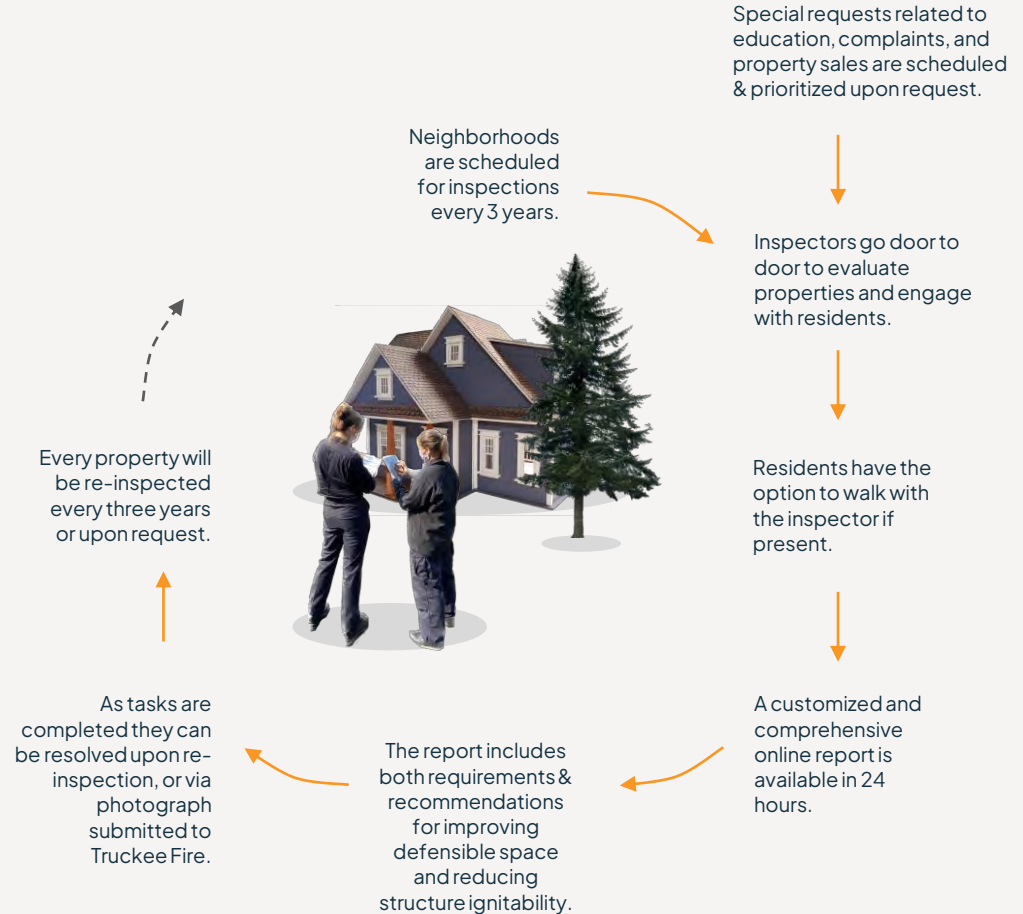 Special requests related to
education, complaints, and
property sales are scheduled
& prioritized upon request.
Neighborhoods
are scheduled
for inspections
every 3 years.
Inspectors go door to
door to evaluate
properties and engage
with residents.
Residents have the
option to walk with
the inspector if
present.
A customized and
comprehensive
online report is
available in 24
hours.
The report includes
both requirements &
recommendations
for improving
defensible space
and reducing
structure ignitability.
As tasks are
completed they can
be resolved upon re-
inspection, or via
photograph
submitted to
Truckee Fire.
Every property will
be re-inspected
every three years
or upon request.